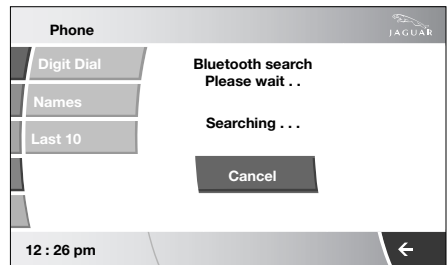 Phone
JAGUAR
Digit Dial
Names
Last 10
Bluetooth search
Please wait . .
Searching . . .
Cancel
12 : 26 pm